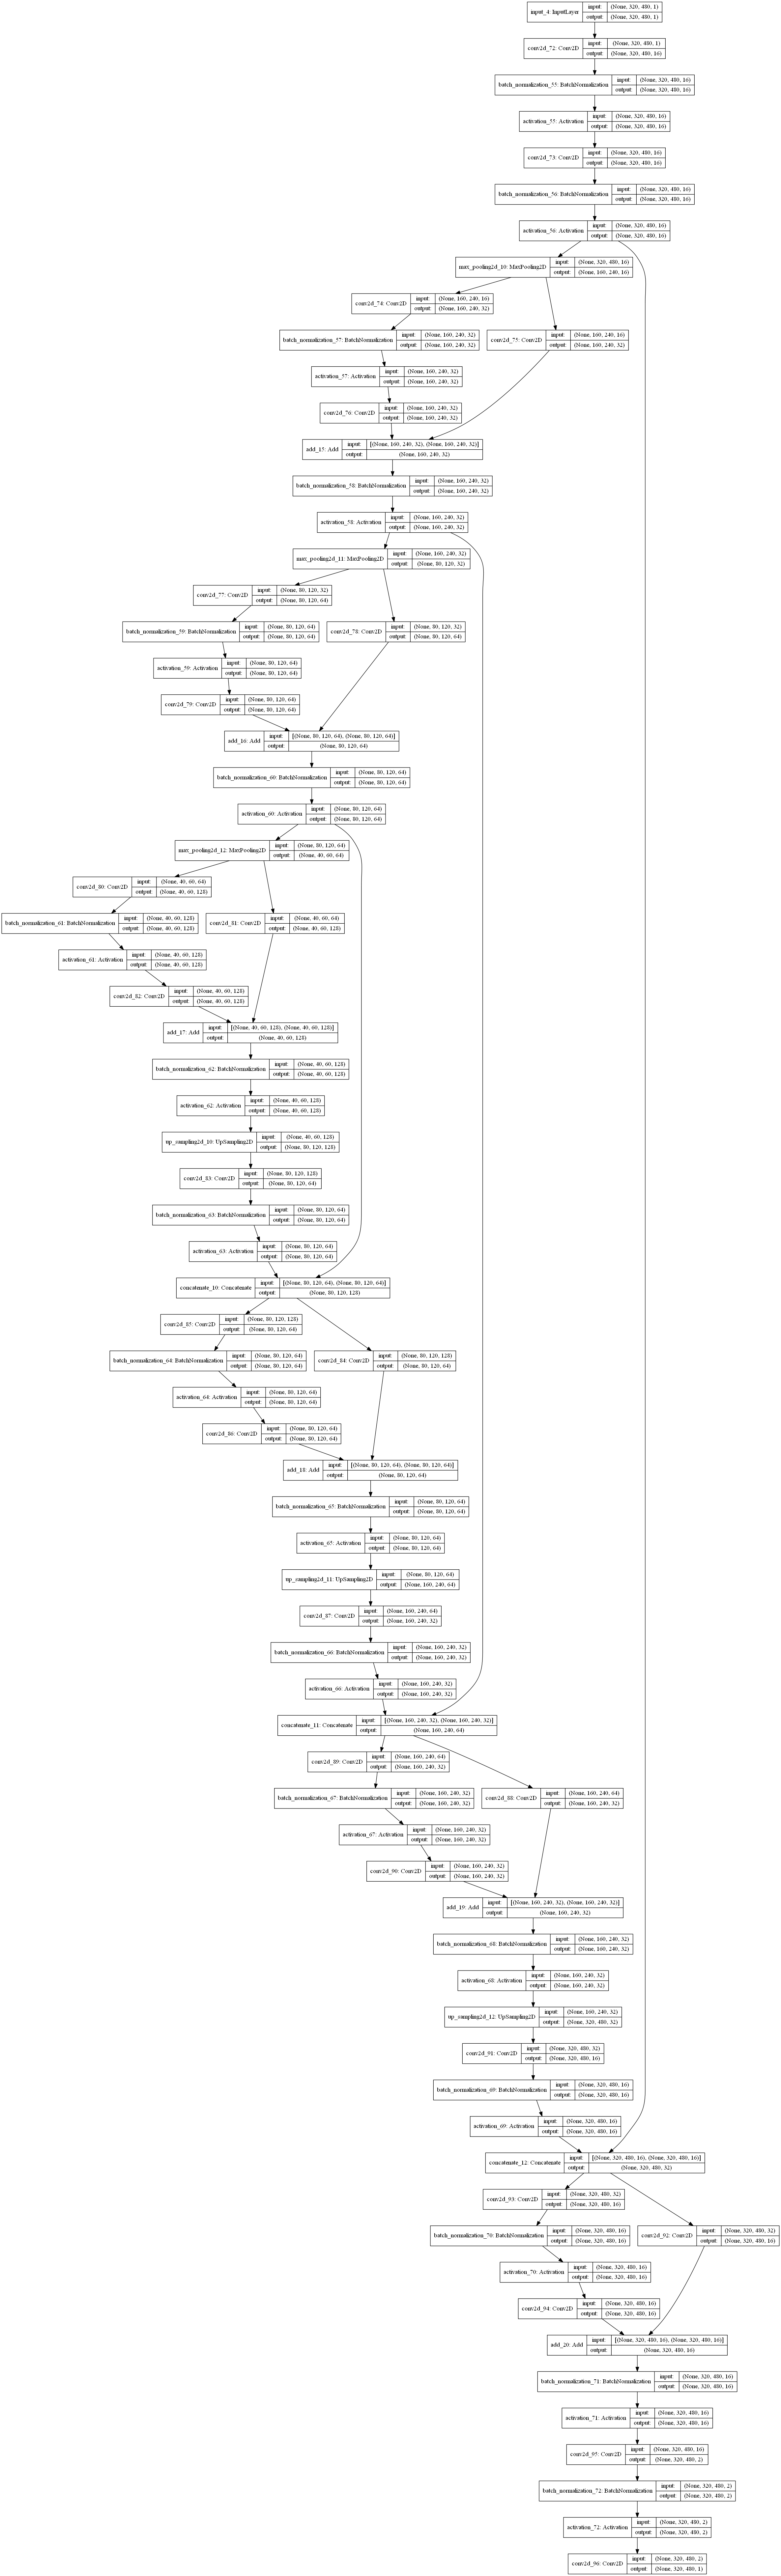 input_4: InputLayer input: (None, 320, 480, 1)
output: (None, 320, 480, 1)
conv2d_72: Conv2D input: (None, 320, 480, 1)
output: (None, 320, 480, 16)
batch_normalization_55: BatchNormalization input: (None, 320, 480, 16)
output: (None, 320, 480, 16)
activation_55: Activation input: (None, 320, 480, 16)
output: (None, 320, 480, 16)
conv2d_73: Conv2D input: (None, 320, 480, 16)
output: (None, 320, 480, 16)
batch_normalization_56: BatchNormalization input: (None, 320, 480, 16)
output: (None, 320, 480, 16)
activation_56: Activation input: (None, 320, 480, 16)
output: (None, 320, 480, 16)
max_pooling2d_10: MaxPooling2D input: (None, 320, 480, 16)
output: (None, 160, 240, 16)
conv2d_74: Conv2D input: (None, 160, 240, 16)
output: (None, 160, 240, 32)
batch_normalization_57: BatchNormalization input: (None, 160, 240, 32)
output: (None, 160, 240, 32)
conv2d_75: Conv2D input: (None, 160, 240, 16)
output: (None, 160, 240, 32)
activation_57: Activation input: (None, 160, 240, 32)
output: (None, 160, 240, 32)
conv2d_76: Conv2D input: (None, 160, 240, 32)
output: (None, 160, 240, 32)
add_15: Add input: [(None, 160, 240, 32), (None, 160, 240, 32)]
output: (None, 160, 240, 32)
batch_normalization_58: BatchNormalization input: (None, 160, 240, 32)
output: (None, 160, 240, 32)
activation_58: Activation input: (None, 160, 240, 32)
output: (None, 160, 240, 32)
max_pooling2d_11: MaxPooling2D input: (None, 160, 240, 32)
output: (None, 80, 120, 32)
conv2d_77: Conv2D input: (None, 80, 120, 32)
output: (None, 80, 120, 64)
batch_normalization_59: BatchNormalization input: (None, 80, 120, 64)
output: (None, 80, 120, 64)
conv2d_78: Conv2D input: (None, 80, 120, 32)
output: (None, 80, 120, 64)
activation_59: Activation input: (None, 80, 120, 64)
output: (None, 80, 120, 64)
conv2d_79: Conv2D input: (None, 80, 120, 64)
output: (None, 80, 120, 64)
add_16: Add input: [(None, 80, 120, 64), (None, 80, 120, 64)]
output: (None, 80, 120, 64)
batch_normalization_60: BatchNormalization input: (None, 80, 120, 64)
output: (None, 80, 120, 64)
activation_60: Activation input: (None, 80, 120, 64)
output: (None, 80, 120, 64)
max_pooling2d_12: MaxPooling2D input: (None, 80, 120, 64)
output: (None, 40, 60, 64)
conv2d_80: Conv2D input: (None, 40, 60, 64)
output: (None, 40, 60, 128)
batch_normalization_61: BatchNormalization input: (None, 40, 60, 128)
output: (None, 40, 60, 128)
conv2d_81: Conv2D input: (None, 40, 60, 64)
output: (None, 40, 60, 128)
activation_61: Activation input: (None, 40, 60, 128)
output: (None, 40, 60, 128)
conv2d_82: Conv2D input: (None, 40, 60, 128)
output: (None, 40, 60, 128)
add_17: Add input: [(None, 40, 60, 128), (None, 40, 60, 128)]
output: (None, 40, 60, 128)
batch_normalization_62: BatchNormalization input: (None, 40, 60, 128)
output: (None, 40, 60, 128)
activation_62: Activation input: (None, 40, 60, 128)
output: (None, 40, 60, 128)
up_sampling2d_10: UpSampling2D input: (None, 40, 60, 128)
output: (None, 80, 120, 128)
conv2d_83: Conv2D input: (None, 80, 120, 128)
output: (None, 80, 120, 64)
batch_normalization_63: BatchNormalization input: (None, 80, 120, 64)
output: (None, 80, 120, 64)
activation_63: Activation input: (None, 80, 120, 64)
output: (None, 80, 120, 64)
concatenate_10: Concatenate input: [(None, 80, 120, 64), (None, 80, 120, 64)]
output: (None, 80, 120, 128)
conv2d_85: Conv2D input: (None, 80, 120, 128)
output: (None, 80, 120, 64)
batch_normalization_64: BatchNormalization input: (None, 80, 120, 64)
output: (None, 80, 120, 64)
conv2d_84: Conv2D input: (None, 80, 120, 128)
output: (None, 80, 120, 64)
activation_64: Activation input: (None, 80, 120, 64)
output: (None, 80, 120, 64)
conv2d_86: Conv2D input: (None, 80, 120, 64)
output: (None, 80, 120, 64)
add_18: Add input: [(None, 80, 120, 64), (None, 80, 120, 64)]
output: (None, 80, 120, 64)
batch_normalization_65: BatchNormalization input: (None, 80, 120, 64)
output: (None, 80, 120, 64)
activation_65: Activation input: (None, 80, 120, 64)
output: (None, 80, 120, 64)
up_sampling2d_11: UpSampling2D input: (None, 80, 120, 64)
output: (None, 160, 240, 64)
conv2d_87: Conv2D input: (None, 160, 240, 64)
output: (None, 160, 240, 32)
batch_normalization_66: BatchNormalization input: (None, 160, 240, 32)
output: (None, 160, 240, 32)
activation_66: Activation input: (None, 160, 240, 32)
output: (None, 160, 240, 32)
concatenate_11: Concatenate input: [(None, 160, 240, 32), (None, 160, 240, 32)]
output: (None, 160, 240, 64)
conv2d_89: Conv2D input: (None, 160, 240, 64)
output: (None, 160, 240, 32)
batch_normalization_67: BatchNormalization input: (None, 160, 240, 32)
output: (None, 160, 240, 32)
conv2d_88: Conv2D input: (None, 160, 240, 64)
output: (None, 160, 240, 32)
activation_67: Activation input: (None, 160, 240, 32)
output: (None, 160, 240, 32)
conv2d_90: Conv2D input: (None, 160, 240, 32)
output: (None, 160, 240, 32)
add_19: Add input: [(None, 160, 240, 32), (None, 160, 240, 32)]
output: (None, 160, 240, 32)
batch_normalization_68: BatchNormalization input: (None, 160, 240, 32)
output: (None, 160, 240, 32)
activation_68: Activation input: (None, 160, 240, 32)
output: (None, 160, 240, 32)
up_sampling2d_12: UpSampling2D input: (None, 160, 240, 32)
output: (None, 320, 480, 32)
conv2d_91: Conv2D input: (None, 320, 480, 32)
output: (None, 320, 480, 16)
batch_normalization_69: BatchNormalization input: (None, 320, 480, 16)
output: (None, 320, 480, 16)
activation_69: Activation input: (None, 320, 480, 16)
output: (None, 320, 480, 16)
concatenate_12: Concatenate input: [(None, 320, 480, 16), (None, 320, 480, 16)]
output: (None, 320, 480, 32)
conv2d_93: Conv2D input: (None, 320, 480, 32)
output: (None, 320, 480, 16)
batch_normalization_70: BatchNormalization input: (None, 320, 480, 16)
output: (None, 320, 480, 16)
conv2d_92: Conv2D input: (None, 320, 480, 32)
output: (None, 320, 480, 16)
activation_70: Activation input: (None, 320, 480, 16)
output: (None, 320, 480, 16)
conv2d_94: Conv2D input: (None, 320, 480, 16)
output: (None, 320, 480, 16)
add_20: Add input: [(None, 320, 480, 16), (None, 320, 480, 16)]
output: (None, 320, 480, 16)
batch_normalization_71: BatchNormalization input: (None, 320, 480, 16)
output: (None, 320, 480, 16)
activation_71: Activation input: (None, 320, 480, 16)
output: (None, 320, 480, 16)
conv2d_95: Conv2D input: (None, 320, 480, 16)
output: (None, 320, 480, 2)
batch_normalization_72: BatchNormalization input: (None, 320, 480, 2)
output: (None, 320, 480, 2)
activation_72: Activation input: (None, 320, 480, 2)
output: (None, 320, 480, 2)
conv2d_96: Conv2D input: (None, 320, 480, 2)
output: (None, 320, 480, 1)